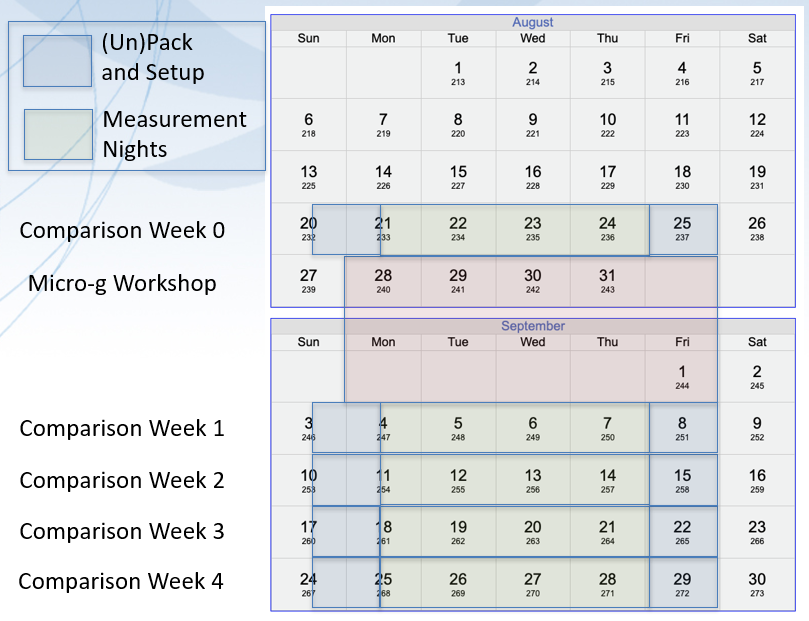 (Un)Pack
and Setup
Measurement
Nights
August
Sun Mon Tue Wed Thu Fri Sat
1 2 3 4 5
213 214 215 216 217
6 7 8 9 10 11 12
218 219 220 221 222 223 224
13 14 15 16 17 18 19
225 226 227 228 229 230 231
Comparison Week 0
20 21 22 23 24 25 26
232 233 234 235 236 237 238
Micro-g Workshop
27 28 29 30 31
239 240 241 242 243
September
Sun Mon Tue Wed Thu Fri Sat
1 2
244 245
Comparison Week 1
3 4 5 6 7 8 9
246 247 248 249 250 251 252
Comparison Week 2
10 11 12 13 14 15 16
253 254 255 256 257 258 259
Comparison Week 3
17 18 19 20 21 22 23
260 261 262 263 264 265 266
Comparison Week 4
24 25 26 27 28 29 30
267 268 269 270 271 272 273